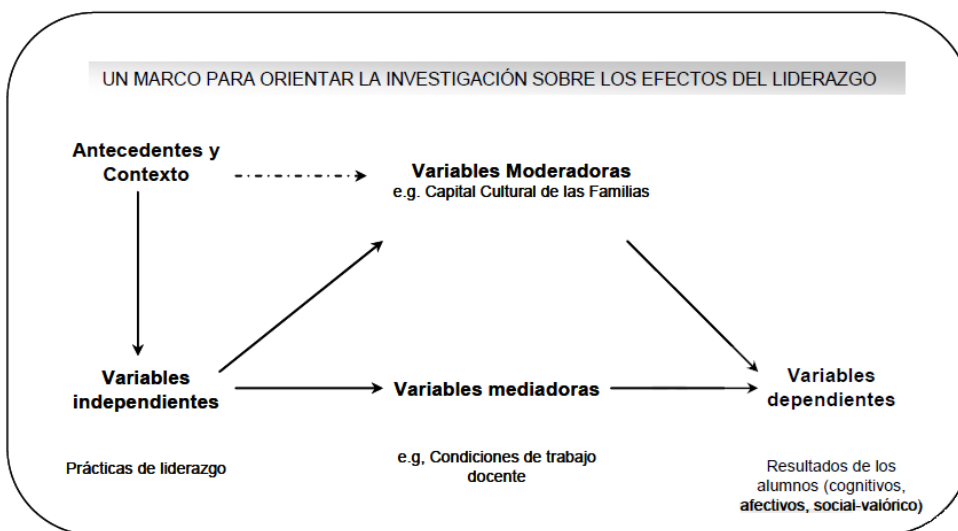 UN MARCO PARA ORIENTAR LA INVESTIGACIÓN SOBRE LOS EFECTOS DEL LIDERAZGO
Antecedentes y
Contexto
Variables Moderadoras
e.g. Capital Cultural de las Familias
Variables
independientes
Variables mediadoras
Variables
dependientes
Prácticas de liderazgo
e.g, Condiciones de trabajo
docente
Resultados de los
alumnos (cognitivos,
afectivos, social-valórico)